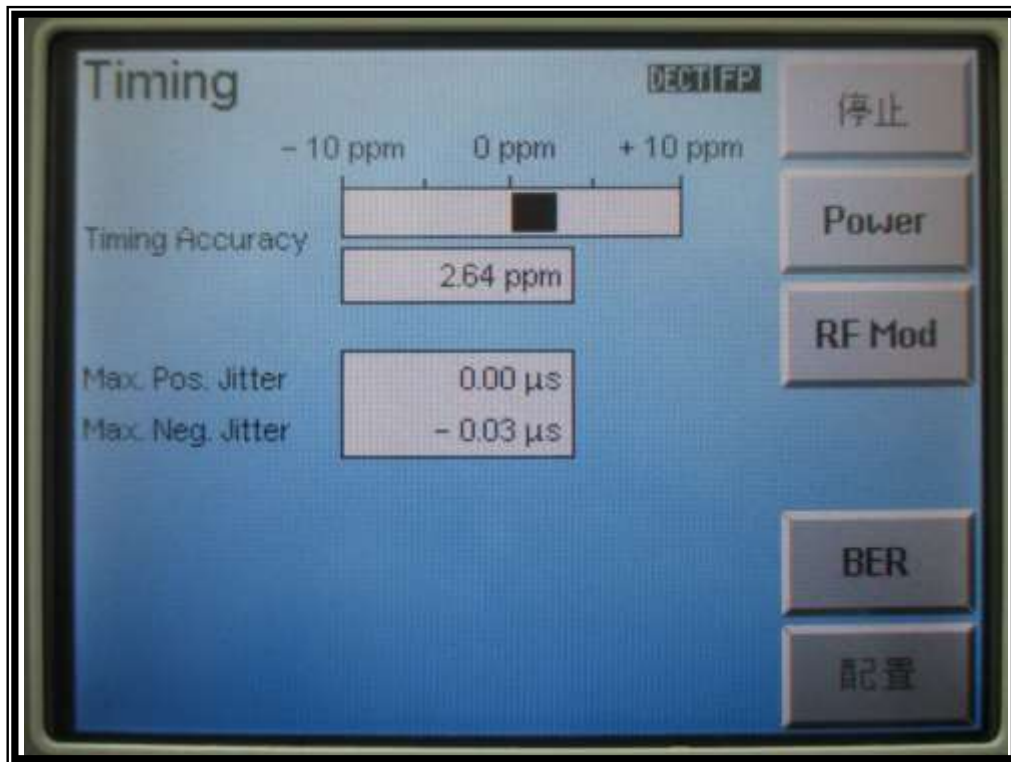 Timing DECT FP
停止
– 10 ppm 0 ppm + 10 ppm
Power
Timing Accuracy
2.64 ppm
RF Mod
Max. Pos. Jitter 0.00 µs
Max. Neg. Jitter – 0.03 µs
BER
配置